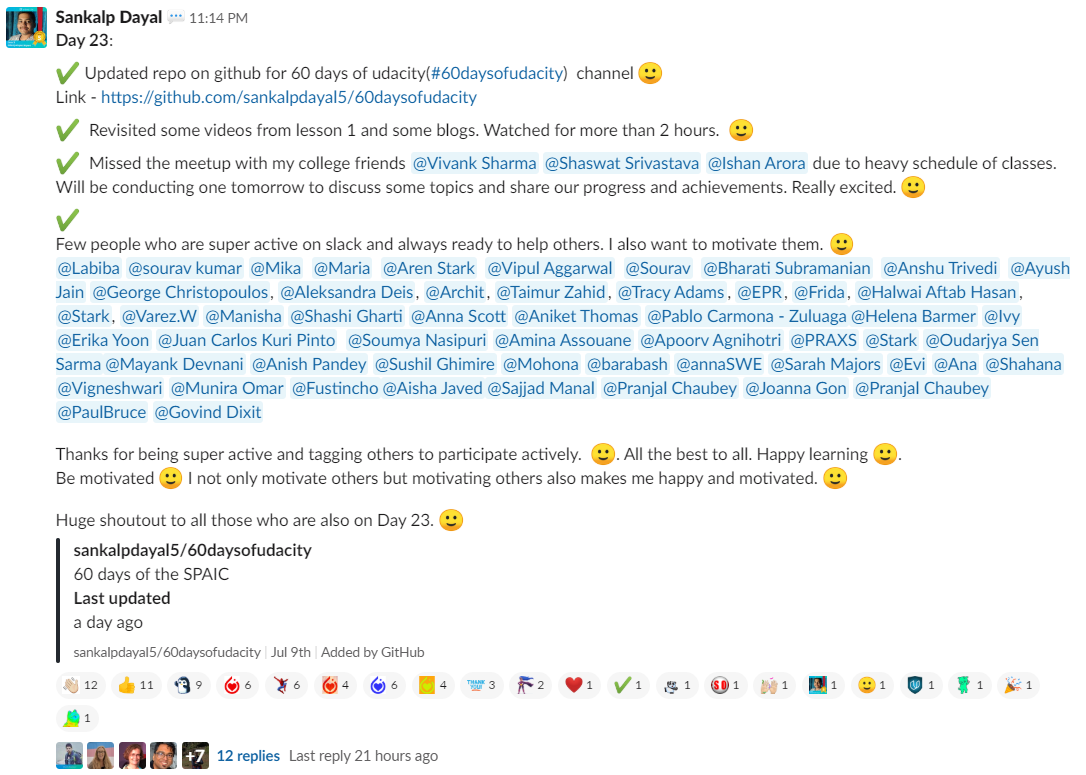 Sankalp Dayal 11:14 PM
Day 23:
Updated repo on github for 60 days of udacity(#60daysofudacity) channel
Link - https://github.com/sankalpdayal5/60daysofudacity
Revisited some videos from lesson 1 and some blogs. Watched for more than 2 hours.
Missed the meetup with my college friends @Vivank Sharma @Shaswat Srivastava @Ishan Arora due to heavy schedule of classes.
Will be conducting one tomorrow to discuss some topics and share our progress and achievements. Really excited.
Few people who are super active on slack and always ready to help others. I also want to motivate them.
@Labiba @sourav kumar @Mika @Maria @Aren Stark @Vipul Aggarwal @Sourav @Bharati Subramanian @Anshu Trivedi @Ayush
Jain @George Christopoulos, @Aleksandra Deis, @Archit, @Taimur Zahid, @Tracy Adams, @EPR, @Frida, @Halwai Aftab Hasan,
@Stark, @Varez.W @Manisha @Shashi Gharti @Anna Scott @Aniket Thomas @Pablo Carmona - Zuluaga @Helena Barmer @Ivy
@Erika Yoon @Juan Carlos Kuri Pinto @Soumya Nasipuri @Amina Assouane @Apoorv Agnihotri @PRAXS @Stark @Oudarjya Sen
Sarma @Mayank Devnani @Anish Pandey @Sushil Ghimire @Mohona @barabash @annaSWE @Sarah Majors @Evi @Ana @Shahana
@Vigneshwari @Munira Omar @Fustincho @Aisha Javed @Sajjad Manal @Pranjal Chaubey @Joanna Gon @Pranjal Chaubey
@PaulBruce @Govind Dixit
Thanks for being super active and tagging others to participate actively. . All the best to all. Happy learning .
Be motivated I not only motivate others but motivating others also makes me happy and motivated.
Huge shoutout to all those who are also on Day 23.
sankalpdayal5/60daysofudacity
60 days of the SPAIC
Last updated
a day ago
sankalpdayal5/60daysofudacity | Jul 9th | Added by GitHub
12 11 9 6 6 4 6 4 THANK YOU! 3 2 1 1 1 SD 1 1 1 1 1 1 1
1
+7 12 replies Last reply 21 hours ago